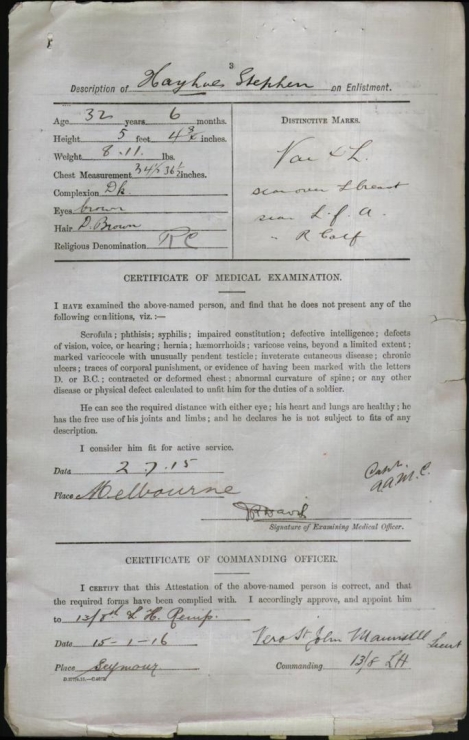 3
Description of Hayhoes Stephen on Enlistment.
Age 32 years 6 months.
Height 5 feet 4 3/4 inches.
Weight 8.11 lbs.
Chest Measurement 34½ 36½ inches.
Complexion Dk
Eyes brown
Hair D. Brown
Religious Denomination RC
DISTINCTIVE MARKS.
Vac L.
scar over L breast
scar L. f. a.
" R Calf
CERTIFICATE OF MEDICAL EXAMINATION.
I HAVE examined the above-named person, and find that he does not present any of the
following conditions, viz. :—
Scrofula; phthisis; syphilis; impaired constitution; defective intelligence; defects
of vision, voice, or hearing; hernia; hæmorrhoids; varicose veins, beyond a limited extent;
marked varicocele with unusually pendent testicle; inveterate cutaneous disease; chronic
ulcers; traces of corporal punishment, or evidence of having been marked with the letters
D. or B.C.; contracted or deformed chest; abnormal curvature of spine; or any other
disease or physical defect calculated to unfit him for the duties of a soldier.
He can see the required distance with either eye; his heart and lungs are healthy; he
has the free use of his joints and limbs; and he declares he is not subject to fits of any
description.
I consider him fit for active service.
Date 2.7.15
Place Melbourne
Capt.
A.A.M.C.
Signature of Examining Medical Officer.
CERTIFICATE OF COMMANDING OFFICER.
I CERTIFY that this Attestation of the above-named person is correct, and that
the required forms have been complied with. I accordingly approve, and appoint him
to 13/8th L. H. Reinf.
Date 15-1-16
St John Lieut
Place Seymour
Commanding 13/8 LH